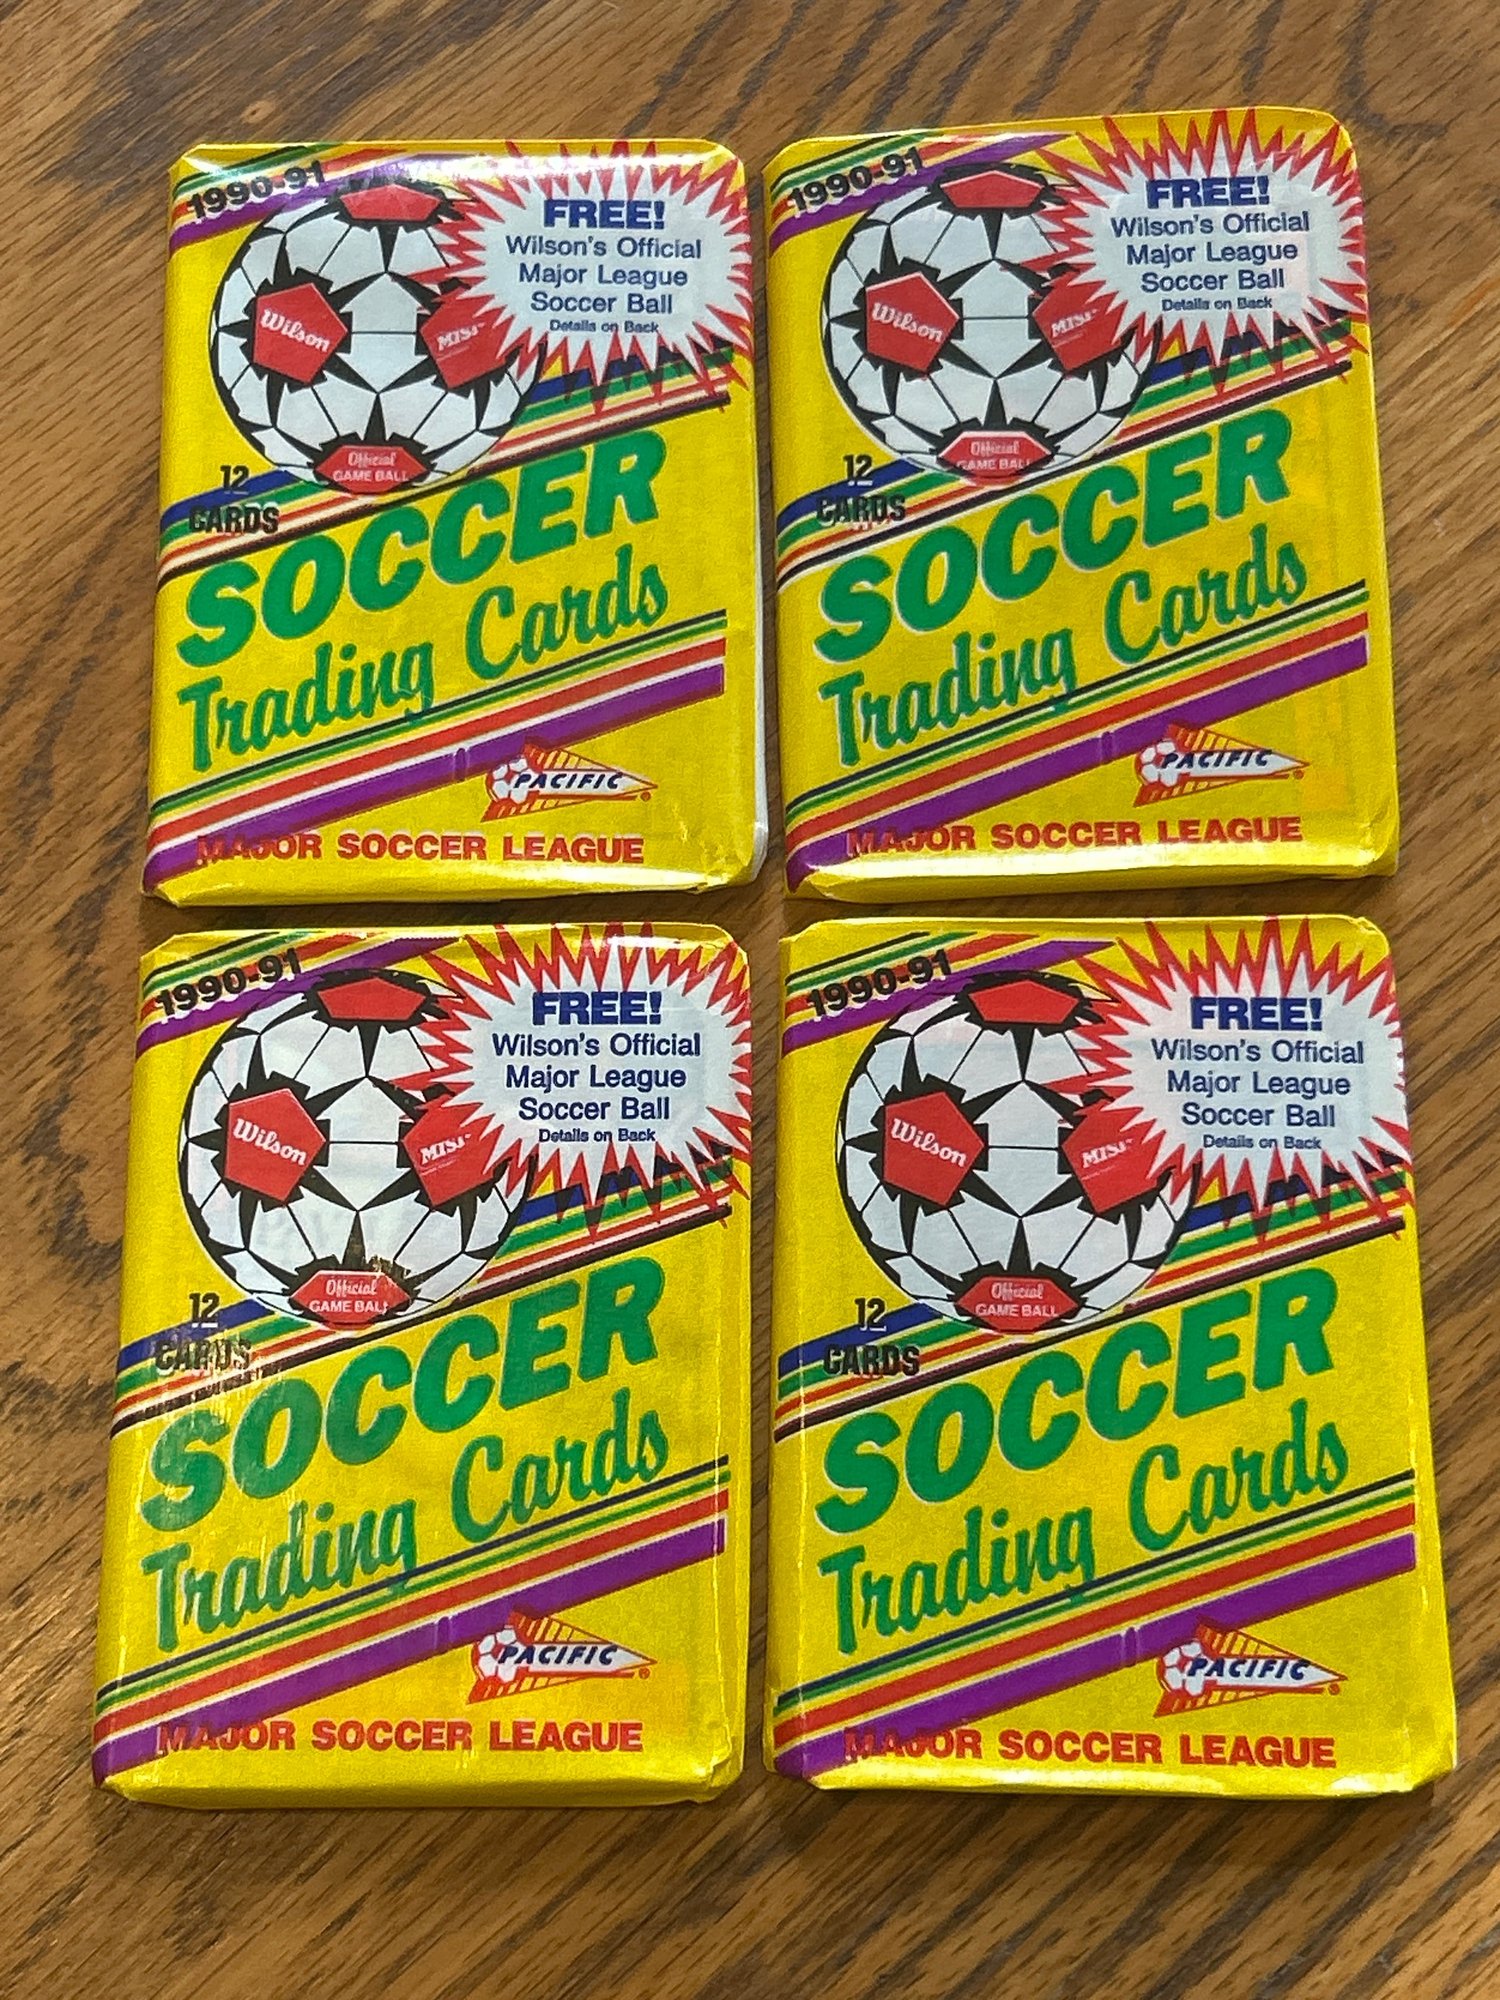 1990-91
FREE!
Wilson's Official
Major League
Soccer Ball
Details on Back
Wilson
MISL
Official
GAME BALL
12
CARDS
SOCCER
Trading Cards
PACIFIC®
MAJOR SOCCER LEAGUE
1990-91
FREE!
Wilson's Official
Major League
Soccer Ball
Details on Back
Wilson
MISL
Official
GAME BALL
12
CARDS
SOCCER
Trading Cards
PACIFIC®
MAJOR SOCCER LEAGUE
1990-91
FREE!
Wilson's Official
Major League
Soccer Ball
Details on Back
Wilson
MISL
Official
GAME BALL
12
CARDS
SOCCER
Trading Cards
PACIFIC®
MAJOR SOCCER LEAGUE
1990-91
FREE!
Wilson's Official
Major League
Soccer Ball
Details on Back
Wilson
MISL
Official
GAME BALL
12
CARDS
SOCCER
Trading Cards
PACIFIC®
MAJOR SOCCER LEAGUE